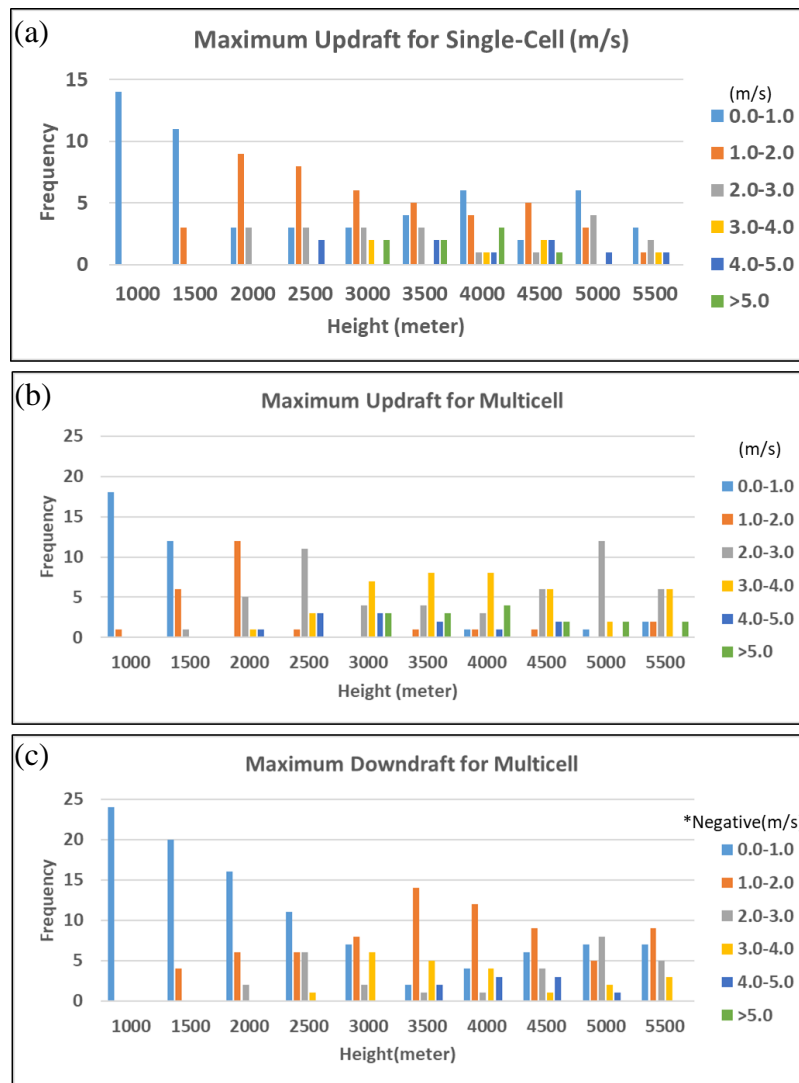 (a)
Maximum Updraft for Single-Cell (m/s)
15
10
5
0
Frequency
1000 1500 2000 2500 3000 3500 4000 4500 5000 5500
Height (meter)
(m/s)
0.0-1.0
1.0-2.0
2.0-3.0
3.0-4.0
4.0-5.0
>5.0
(b)
Maximum Updraft for Multicell
25
20
15
10
5
0
Frequency
1000 1500 2000 2500 3000 3500 4000 4500 5000 5500
Height (meter)
(m/s)
0.0-1.0
1.0-2.0
2.0-3.0
3.0-4.0
4.0-5.0
>5.0
(c)
Maximum Downdraft for Multicell
25
20
15
10
5
0
Frequency
1000 1500 2000 2500 3000 3500 4000 4500 5000 5500
Height(meter)
*Negative(m/s
0.0-1.0
1.0-2.0
2.0-3.0
3.0-4.0
4.0-5.0
>5.0